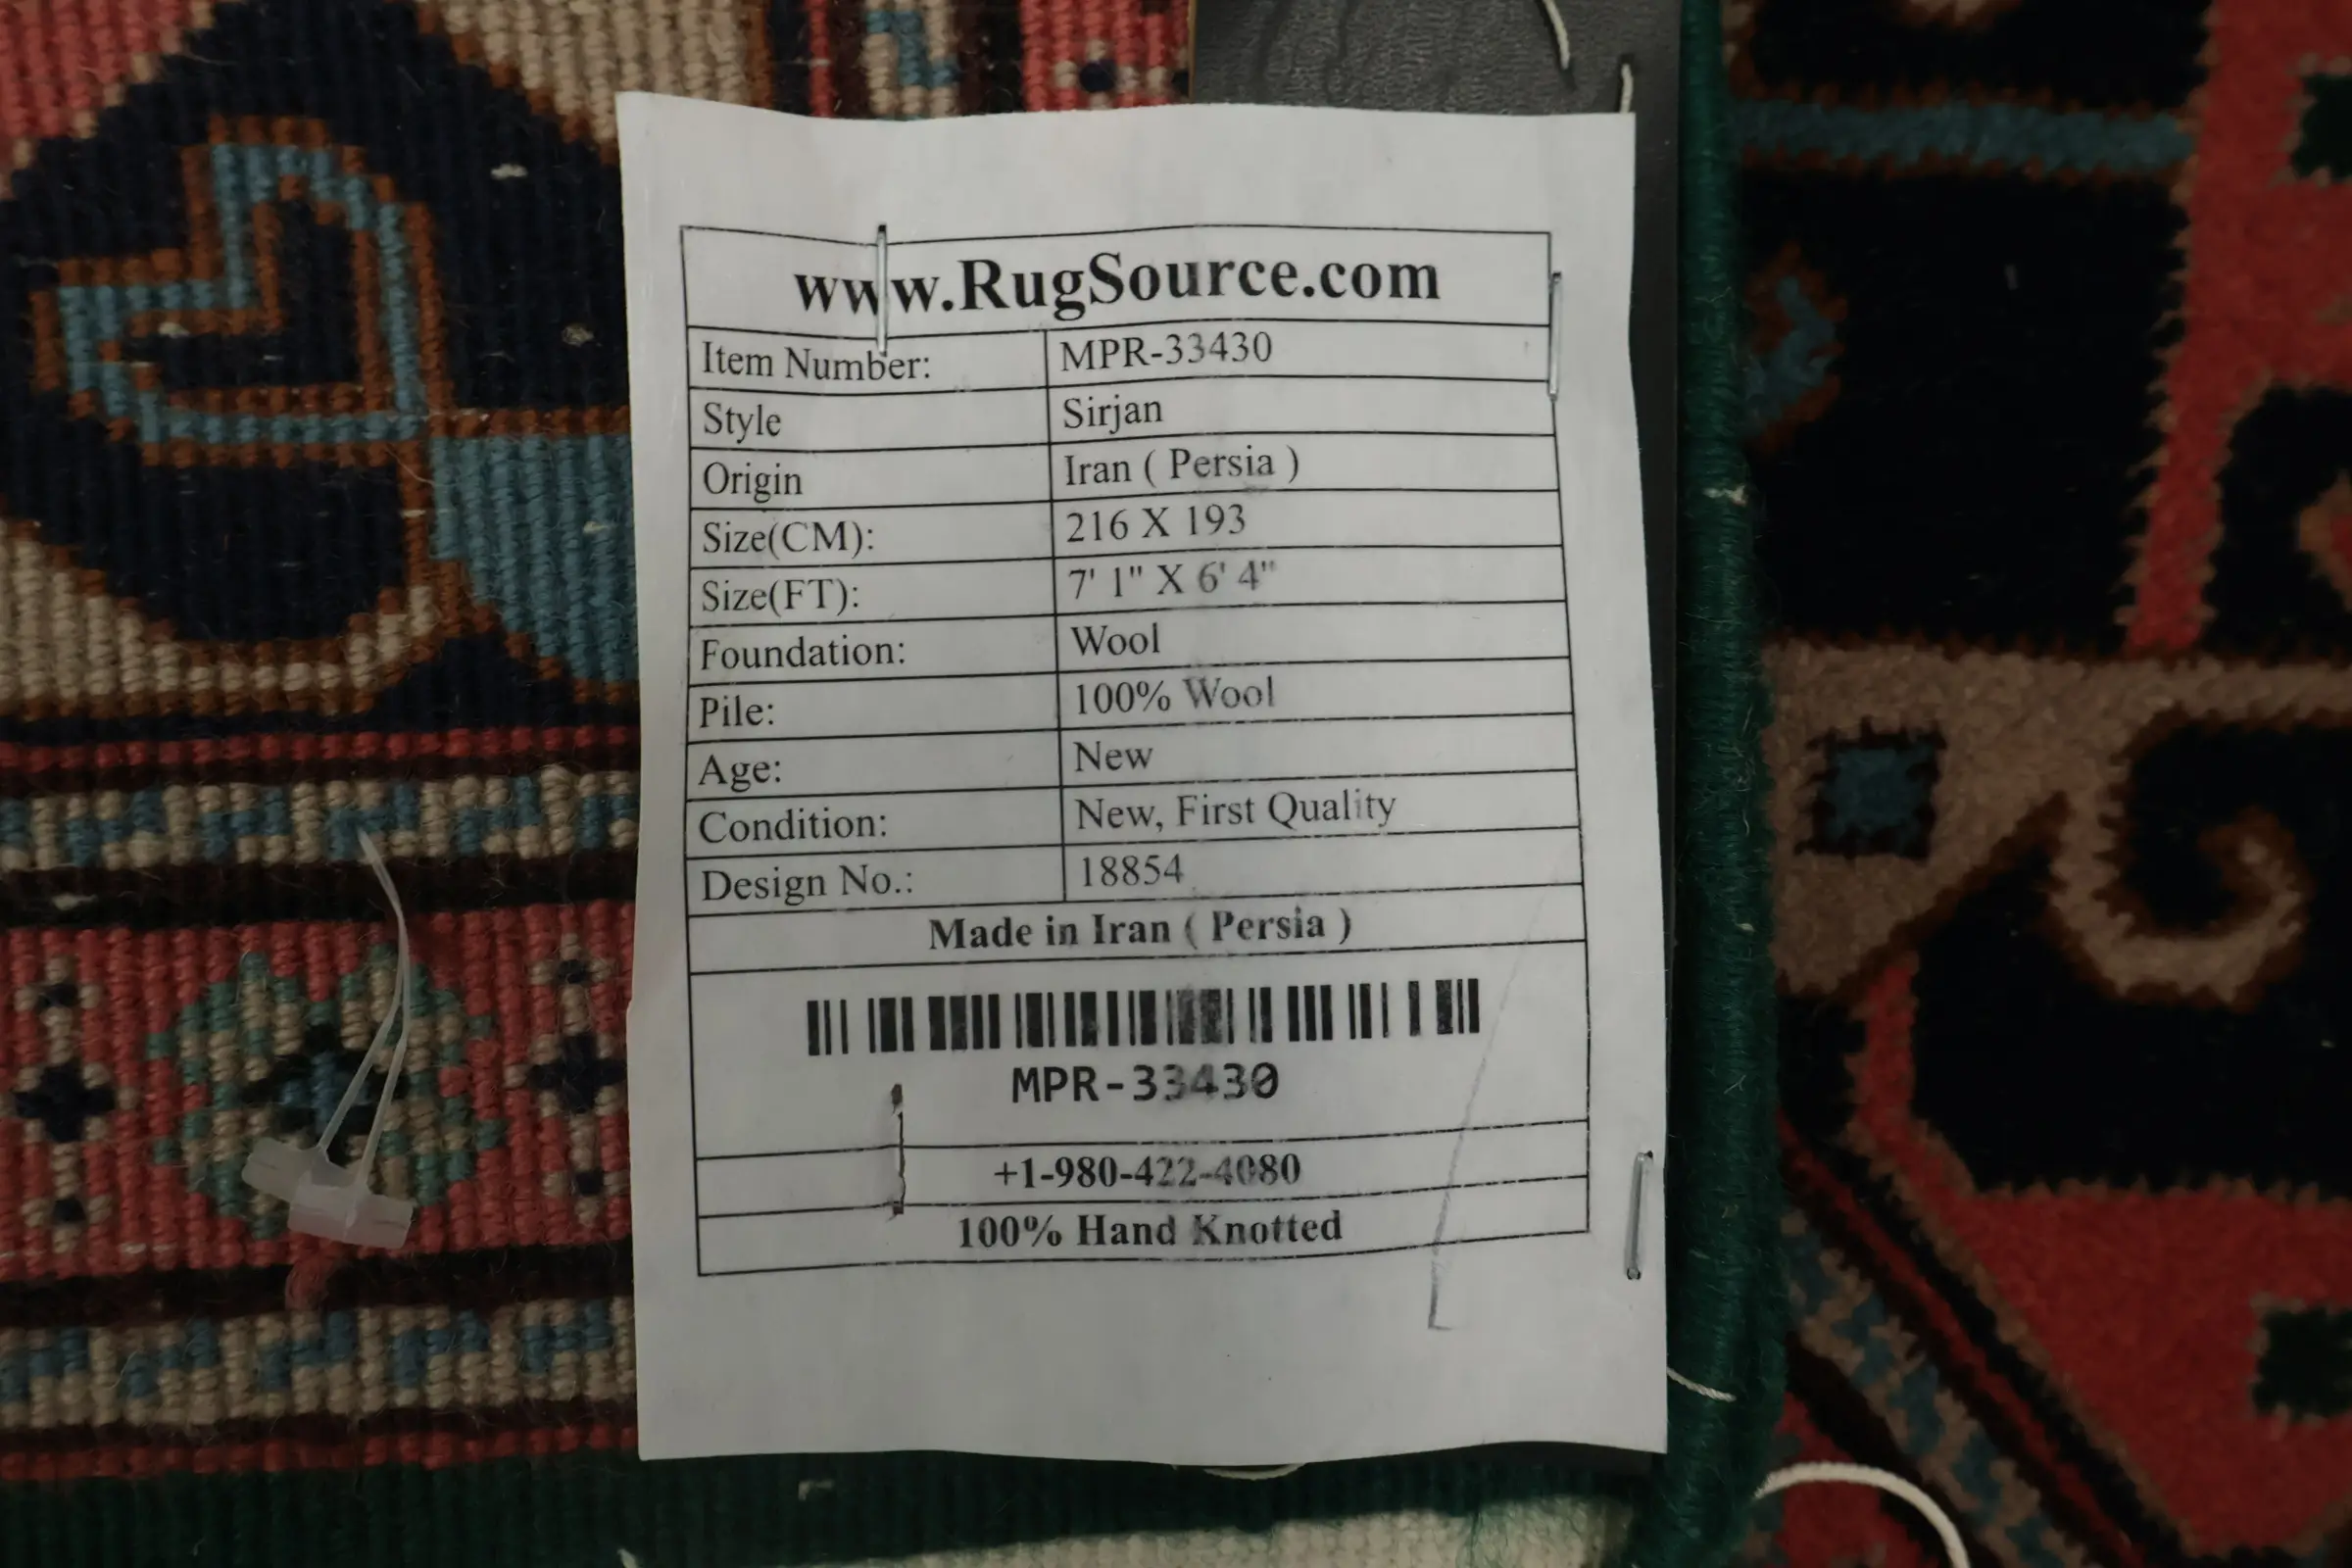 www.RugSource.com
Item Number: MPR-33430
Style Sirjan
Origin Iran ( Persia )
Size(CM): 216 X 193
Size(FT): 7' 1" X 6' 4"
Foundation: Wool
Pile: 100% Wool
Age: New
Condition: New, First Quality
Design No.: 18854
Made in Iran ( Persia )
MPR-33430
+1-980-422-4080
100% Hand Knotted